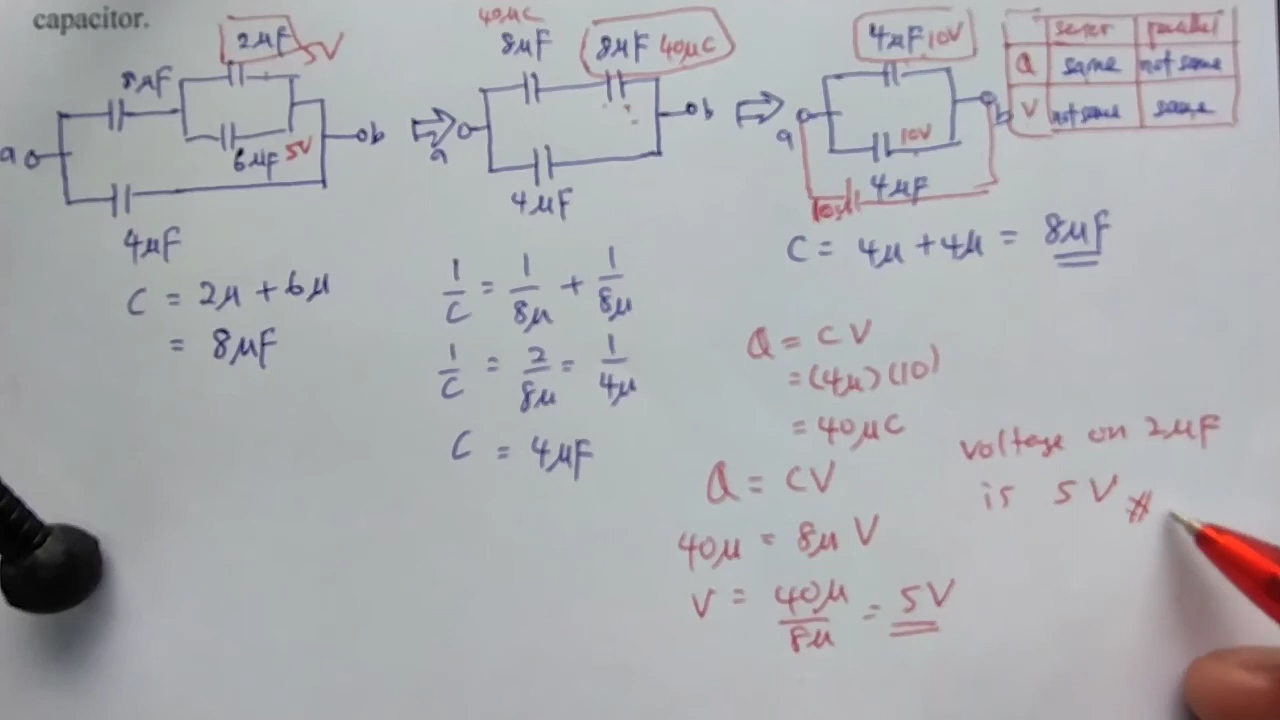 capacitor.
2μF 5V
8μF
6μF 5V
a
b
4μF
C = 2μ + 6μ
= 8μF
40μC
8μF
8μF 40μC
a
b
4μF
1/C = 1/8μ + 1/8μ
1/C = 2/8μ = 1/4μ
C = 4μF
4μF 10V
10V
a
b
4μF
C = 4μ + 4μ = 8μF
parallel
Q same not same
V not same same
Q = CV
= (4μ)(10)
= 40μC
Q = CV
40μ = 8μ V
V = 40μ/8μ = 5V
voltage on 2μF
is 5V #